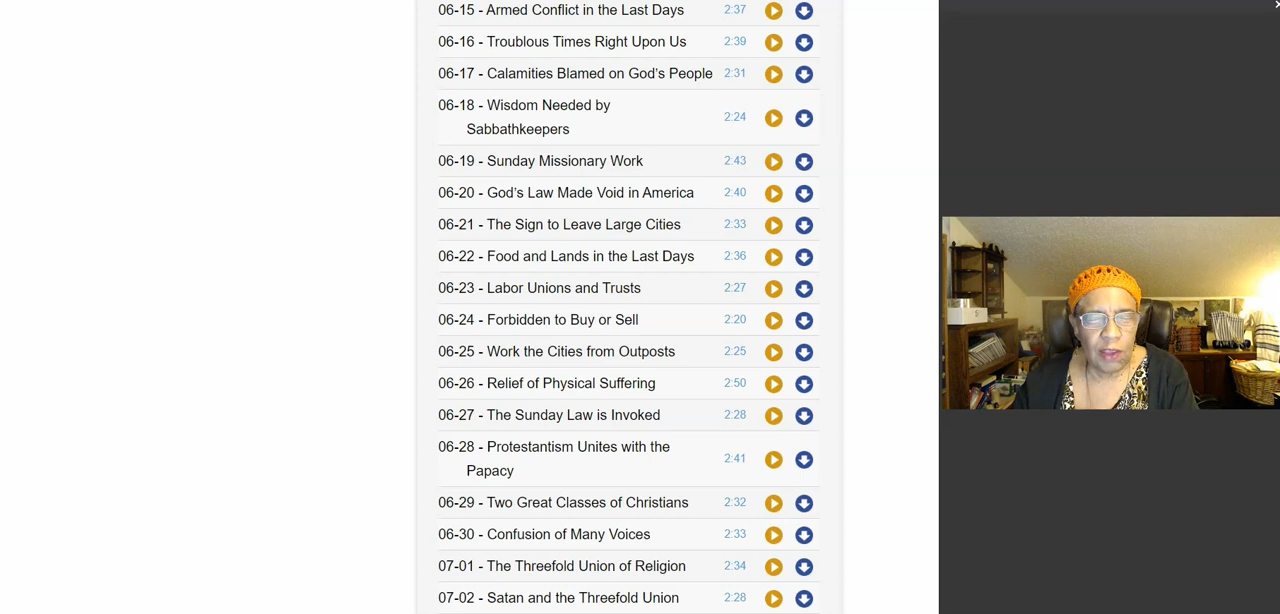 06-15 - Armed Conflict in the Last Days 2:37
06-16 - Troublous Times Right Upon Us 2:39
06-17 - Calamities Blamed on God’s People 2:31
06-18 - Wisdom Needed by
Sabbathkeepers 2:24
06-19 - Sunday Missionary Work 2:43
06-20 - God’s Law Made Void in America 2:40
06-21 - The Sign to Leave Large Cities 2:33
06-22 - Food and Lands in the Last Days 2:36
06-23 - Labor Unions and Trusts 2:27
06-24 - Forbidden to Buy or Sell 2:20
06-25 - Work the Cities from Outposts 2:25
06-26 - Relief of Physical Suffering 2:50
06-27 - The Sunday Law is Invoked 2:28
06-28 - Protestantism Unites with the
Papacy 2:41
06-29 - Two Great Classes of Christians 2:32
06-30 - Confusion of Many Voices 2:33
07-01 - The Threefold Union of Religion 2:34
07-02 - Satan and the Threefold Union 2:28